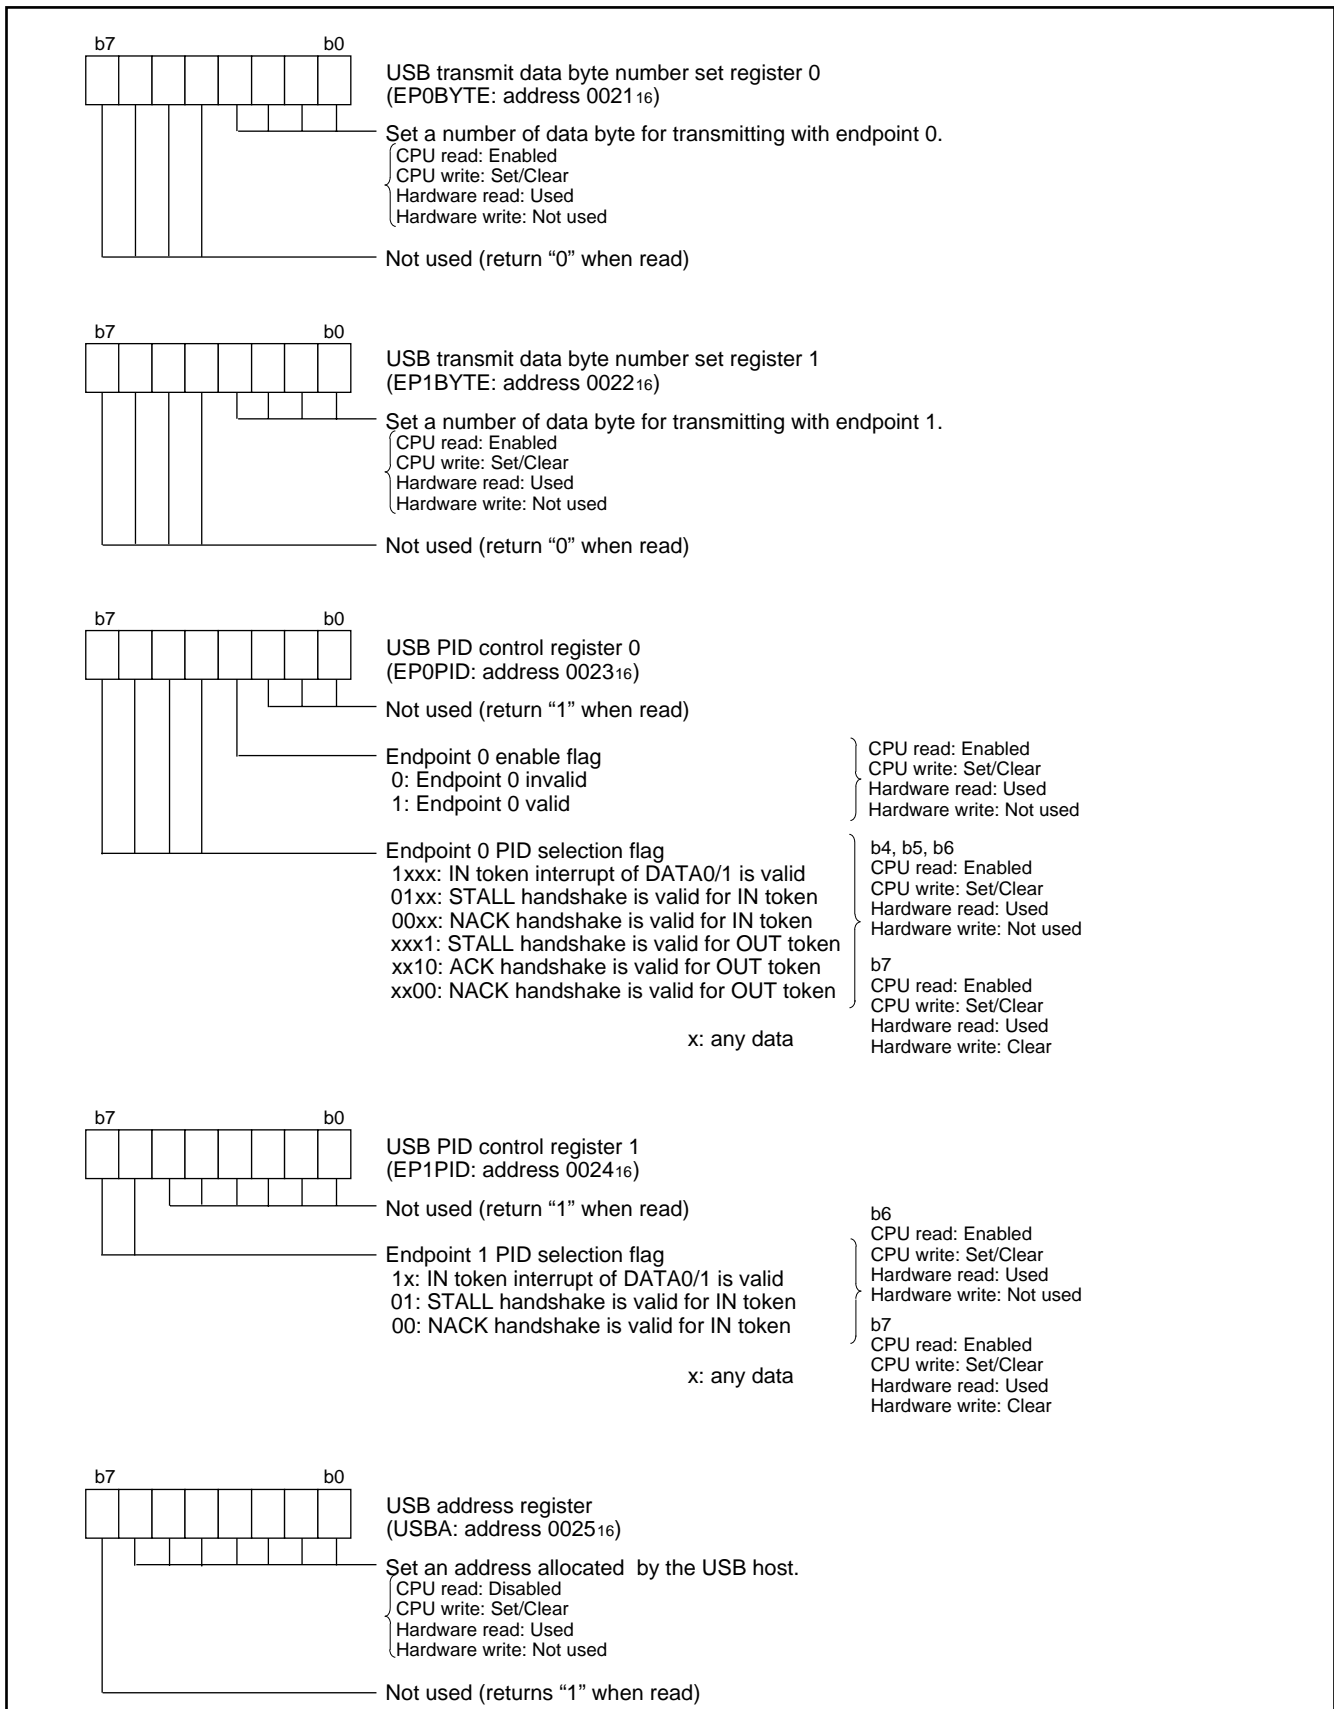 b7 b0
USB transmit data byte number set register 0
(EP0BYTE: address 002116)
Set a number of data byte for transmitting with endpoint 0.
CPU read: Enabled
CPU write: Set/Clear
Hardware read: Used
Hardware write: Not used
Not used (return “0” when read)
b7 b0
USB transmit data byte number set register 1
(EP1BYTE: address 002216)
Set a number of data byte for transmitting with endpoint 1.
CPU read: Enabled
CPU write: Set/Clear
Hardware read: Used
Hardware write: Not used
Not used (return “0” when read)
b7 b0
USB PID control register 0
(EP0PID: address 002316)
Not used (return “1” when read)
Endpoint 0 enable flag
0: Endpoint 0 invalid
1: Endpoint 0 valid
CPU read: Enabled
CPU write: Set/Clear
Hardware read: Used
Hardware write: Not used
Endpoint 0 PID selection flag
1xxx: IN token interrupt of DATA0/1 is valid
01xx: STALL handshake is valid for IN token
00xx: NACK handshake is valid for IN token
xxx1: STALL handshake is valid for OUT token
xx10: ACK handshake is valid for OUT token
xx00: NACK handshake is valid for OUT token
x: any data
b4, b5, b6
CPU read: Enabled
CPU write: Set/Clear
Hardware read: Used
Hardware write: Not used
b7
CPU read: Enabled
CPU write: Set/Clear
Hardware read: Used
Hardware write: Clear
b7 b0
USB PID control register 1
(EP1PID: address 002416)
Not used (return “1” when read)
Endpoint 1 PID selection flag
1x: IN token interrupt of DATA0/1 is valid
01: STALL handshake is valid for IN token
00: NACK handshake is valid for IN token
x: any data
b6
CPU read: Enabled
CPU write: Set/Clear
Hardware read: Used
Hardware write: Not used
b7
CPU read: Enabled
CPU write: Set/Clear
Hardware read: Used
Hardware write: Clear
b7 b0
USB address register
(USBA: address 002516)
Set an address allocated by the USB host.
CPU read: Disabled
CPU write: Set/Clear
Hardware read: Used
Hardware write: Not used
Not used (returns “1” when read)